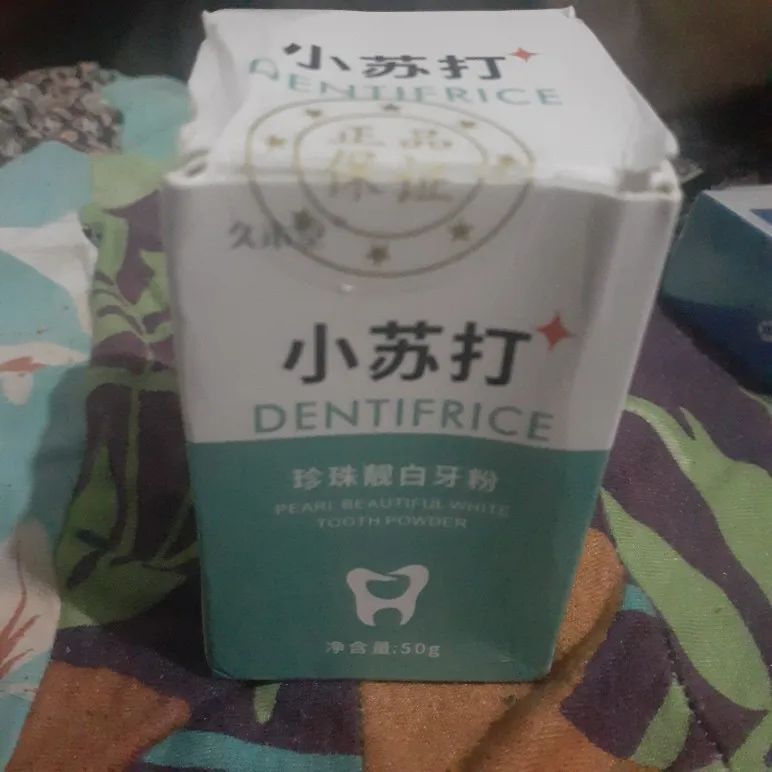 小苏打
DENTIFRICE
正品
保证
小苏打
DENTIFRICE
珍珠靓白牙粉
PEARL BEAUTIFUL WHITE
TOOTH POWDER
净含量:50g